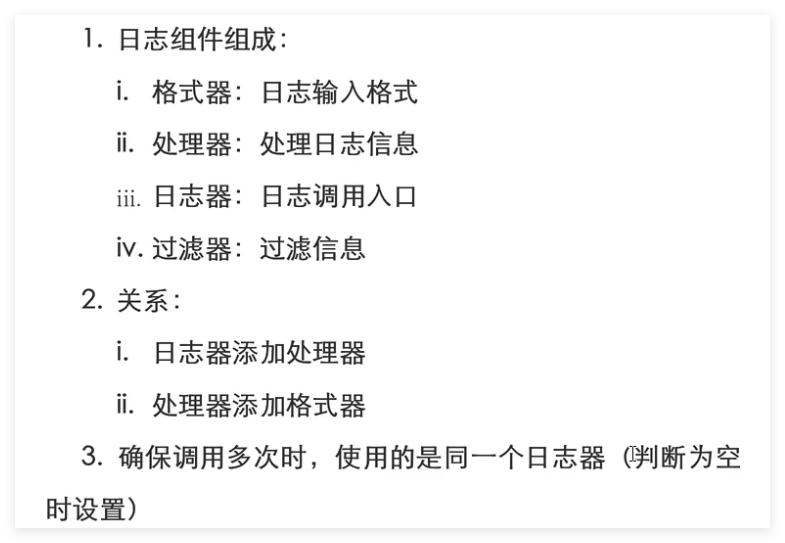 1. 日志组件组成：
i. 格式器：日志输入格式
ii. 处理器：处理日志信息
iii. 日志器：日志调用入口
iv. 过滤器：过滤信息
2. 关系：
i. 日志器添加处理器
ii. 处理器添加格式器
3. 确保调用多次时，使用的是同一个日志器（判断为空
时设置）